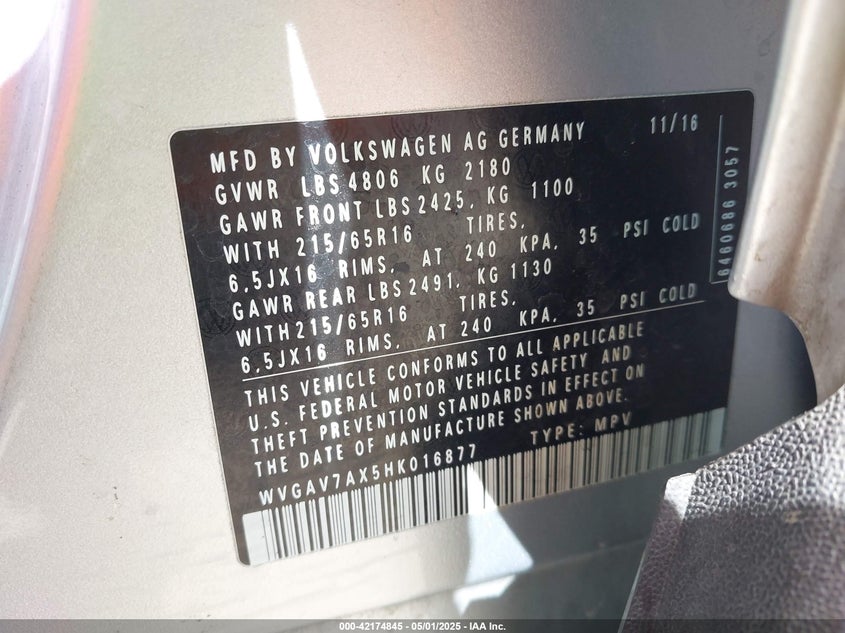 MFD BY VOLKSWAGEN AG GERMANY 11/16
GVWR LBS 4806 KG 2180
GAWR FRONT LBS 2425, KG 1100
WITH 215/65R16 TIRES,
6,5JX16 RIMS, AT 240 KPA, 35 PSI COLD
GAWR REAR LBS 2491, KG 1130
WITH 215/65R16 TIRES,
6,5JX16 RIMS, AT 240 KPA, 35 PSI COLD
6460686 3057
THIS VEHICLE CONFORMS TO ALL APPLICABLE
U.S. FEDERAL MOTOR VEHICLE SAFETY AND
THEFT PREVENTION STANDARDS IN EFFECT ON
THE DATE OF MANUFACTURE SHOWN ABOVE.
WVGAV7AX5HK016877 TYPE: MPV
000-42174845 - 05/01/2025 - IAA Inc.